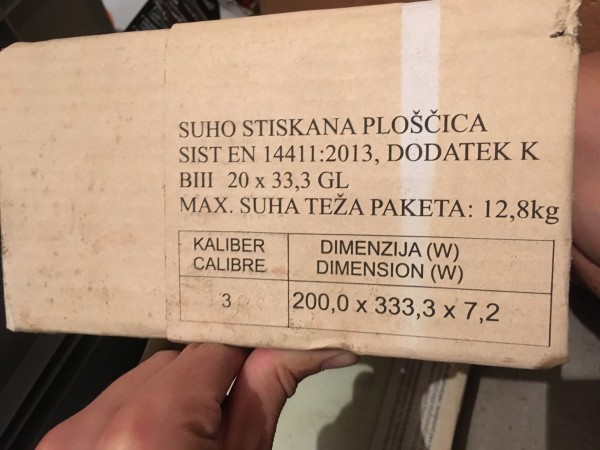 SUHO STISKANA PLOŠČICA
SIST EN 14411:2013, DODATEK K
BIII 20 x 33,3 GL
MAX. SUHA TEŽA PAKETA: 12,8kg
KALIBER DIMENZIJA (W)
CALIBRE DIMENSION (W)
3 200,0 x 333,3 x 7,2